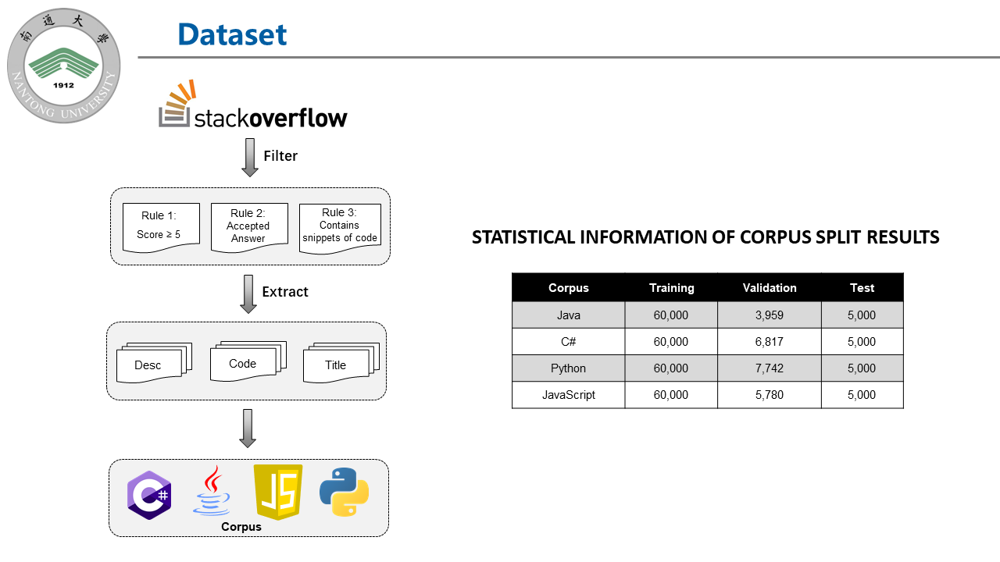 南通大學
1912
NANTONG UNIVERSITY
Dataset
stackoverflow
Filter
Rule 1:
Score ≥ 5
Rule 2:
Accepted
Answer
Rule 3:
Contains
snippets of code
Extract
Desc
Code
Title
C#
JS
Corpus
STATISTICAL INFORMATION OF CORPUS SPLIT RESULTS
Corpus Training Validation Test
Java 60,000 3,959 5,000
C# 60,000 6,817 5,000
Python 60,000 7,742 5,000
JavaScript 60,000 5,780 5,000